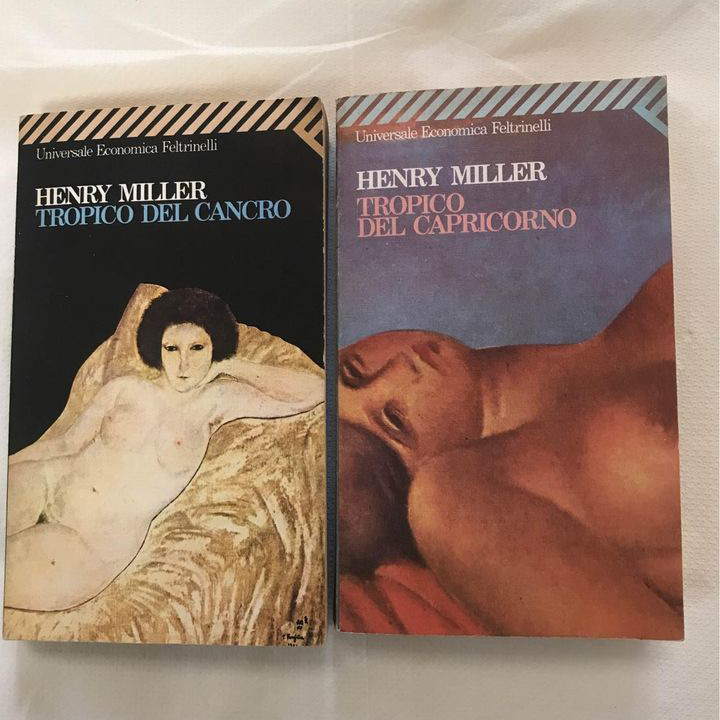 Universale Economica Feltrinelli
HENRY MILLER
TROPICO DEL CANCRO
Universale Economica Feltrinelli
HENRY MILLER
TROPICO
DEL CAPRICORNO